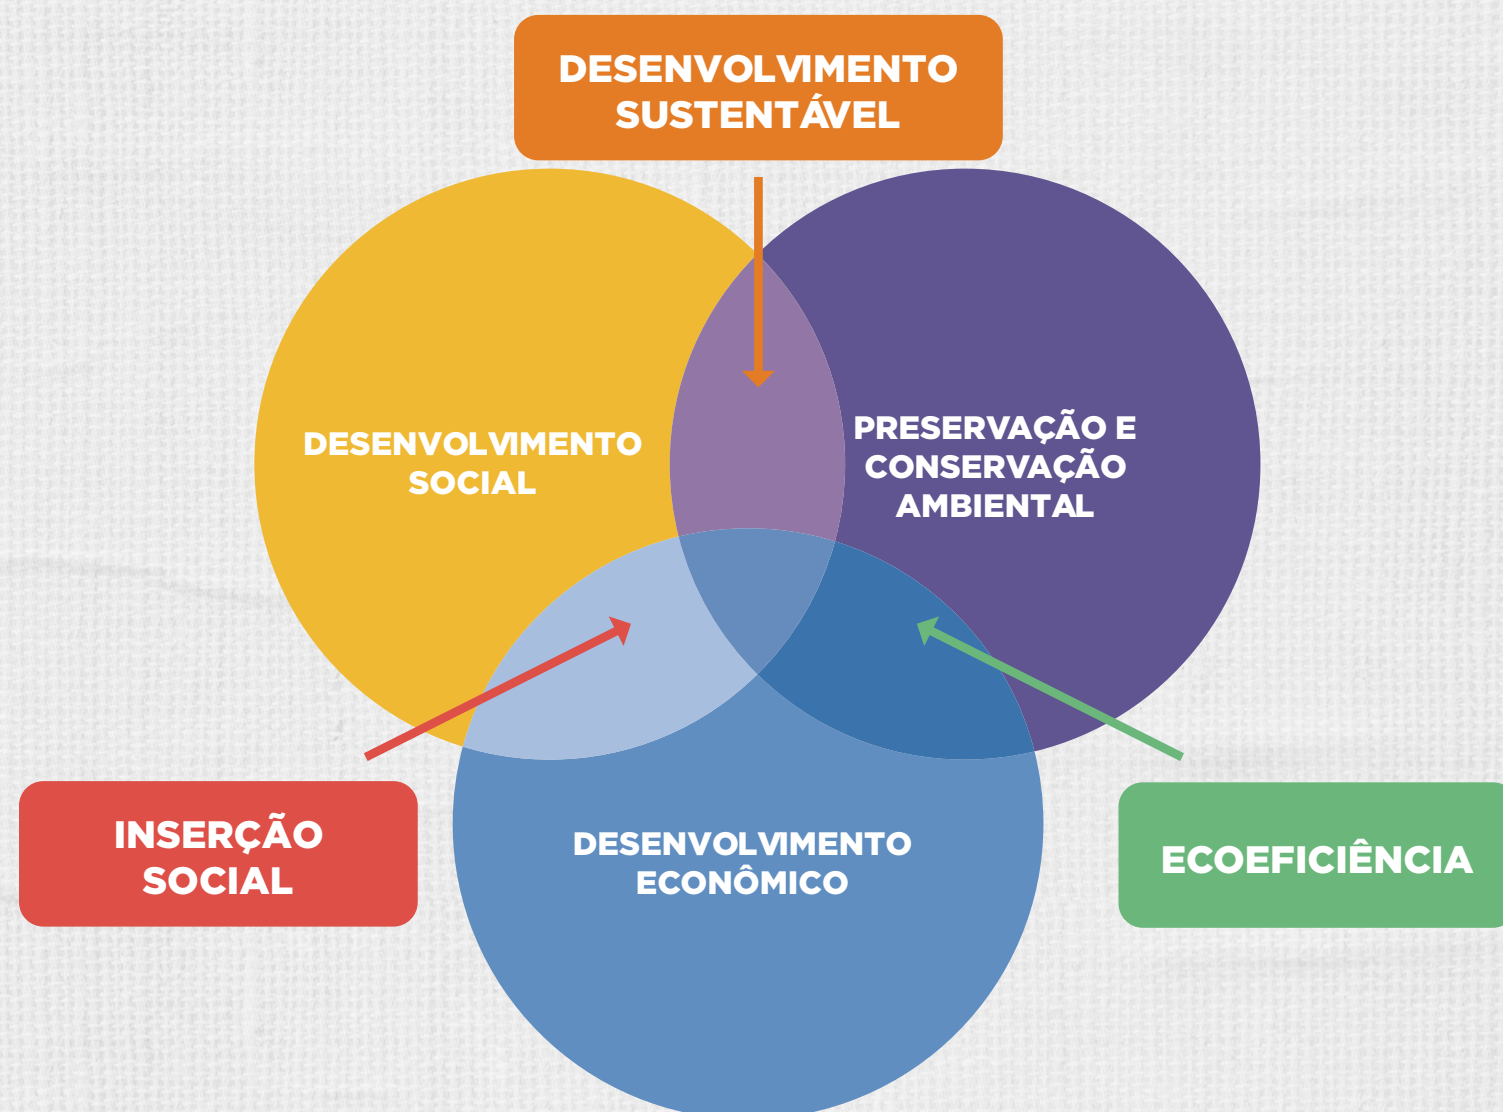 DESENVOLVIMENTO
SUSTENTÁVEL
DESENVOLVIMENTO
SOCIAL
PRESERVAÇÃO E
CONSERVAÇÃO
AMBIENTAL
INSERÇÃO
SOCIAL
DESENVOLVIMENTO
ECONÔMICO
ECOEFICIÊNCIA